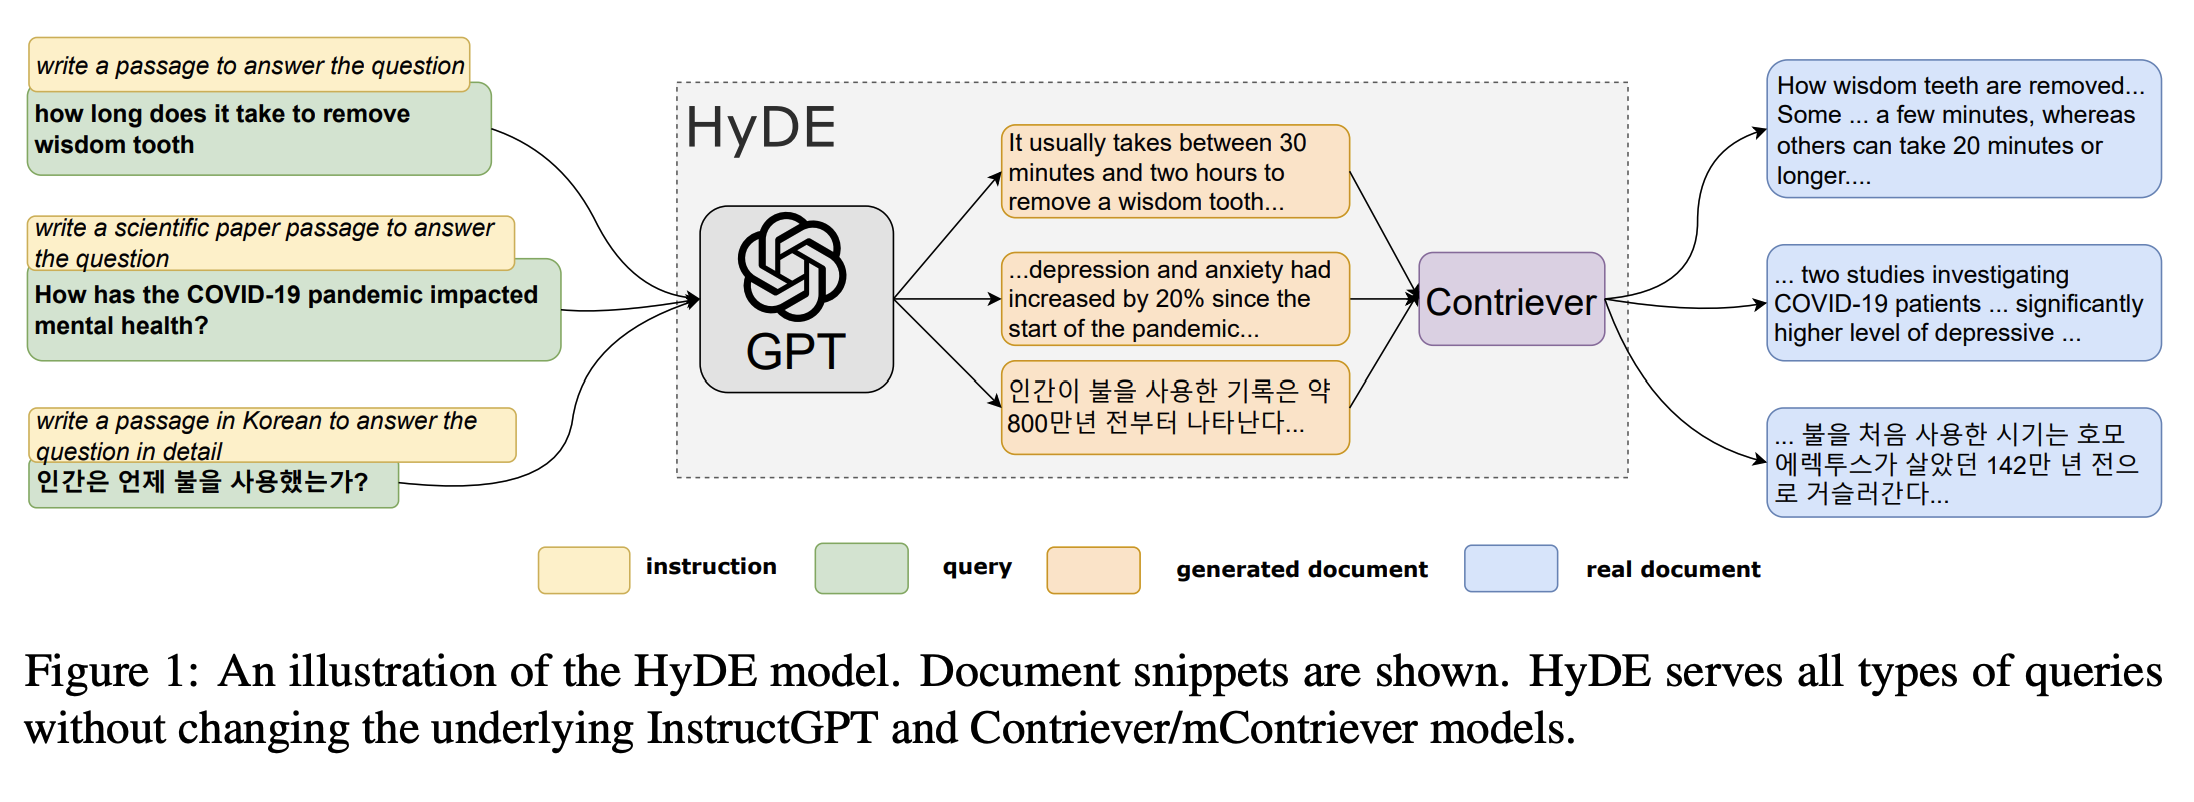 write a passage to answer the question
how long does it take to remove
wisdom tooth
write a scientific paper passage to answer
the question
How has the COVID-19 pandemic impacted
mental health?
write a passage in Korean to answer the
question in detail
인간은 언제 불을 사용했는가?
HyDE
GPT
It usually takes between 30
minutes and two hours to
remove a wisdom tooth...
...depression and anxiety had
increased by 20% since the
start of the pandemic...
인간이 불을 사용한 기록은 약
800만년 전부터 나타난다...
Contriever
How wisdom teeth are removed...
Some ... a few minutes, whereas
others can take 20 minutes or
longer....
... two studies investigating
COVID-19 patients ... significantly
higher level of depressive ...
... 불을 처음 사용한 시기는 호모
에렉투스가 살았던 142만 년 전으
로 거슬러간다...
instruction
query
generated document
real document
Figure 1: An illustration of the HyDE model. Document snippets are shown. HyDE serves all types of queries
without changing the underlying InstructGPT and Contriever/mContriever models.